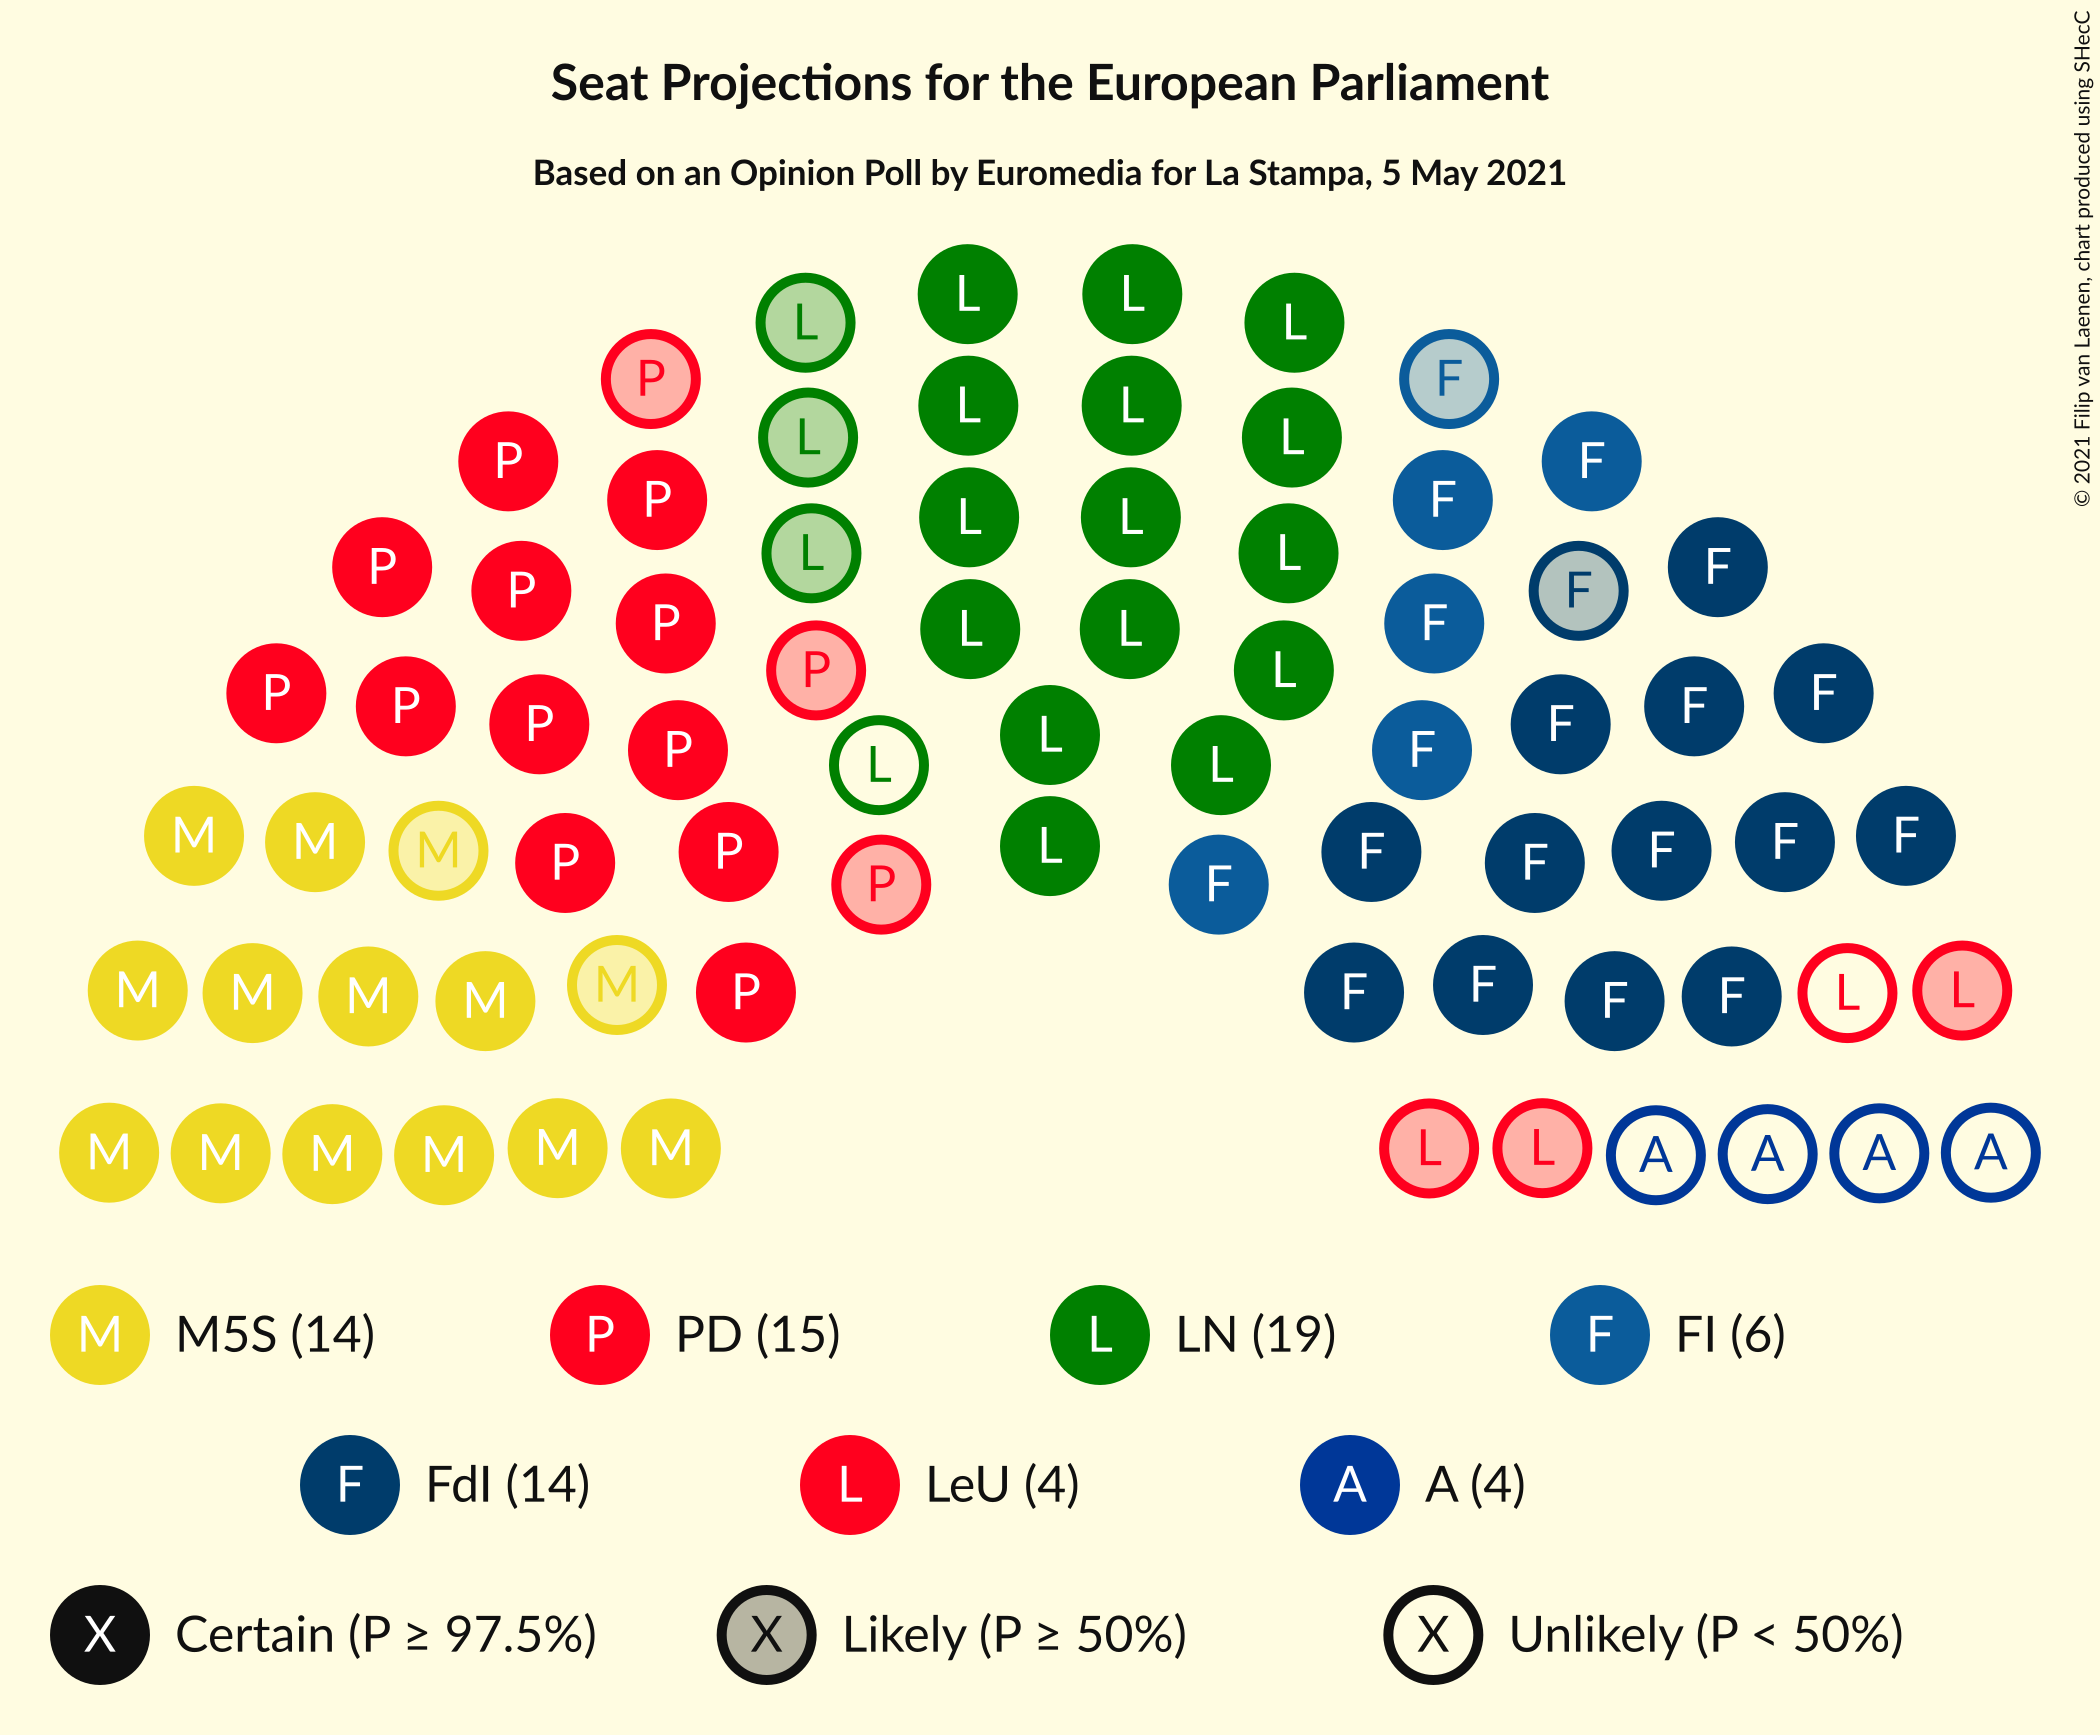 Seat Projections for the European Parliament
Based on an Opinion Poll by Euromedia for La Stampa, 5 May 2021
© 2021 Filip van Laenen, chart produced using SHecC
L L
L L
P F
L L
L L
P F
P F
L L
L L
P F
P F
P F
L L
P L L F
P F
P P F F
P F
P F
L L
L L
M M M P P P L F F F F F F
M M M M M P F F F F L L
M M M M M M L L A A A A
M M5S (14) P PD (15) L LN (19) F FI (6)
F FdI (14) L LeU (4) A A (4)
X Certain (P ≥ 97.5%) X Likely (P ≥ 50%) X Unlikely (P < 50%)